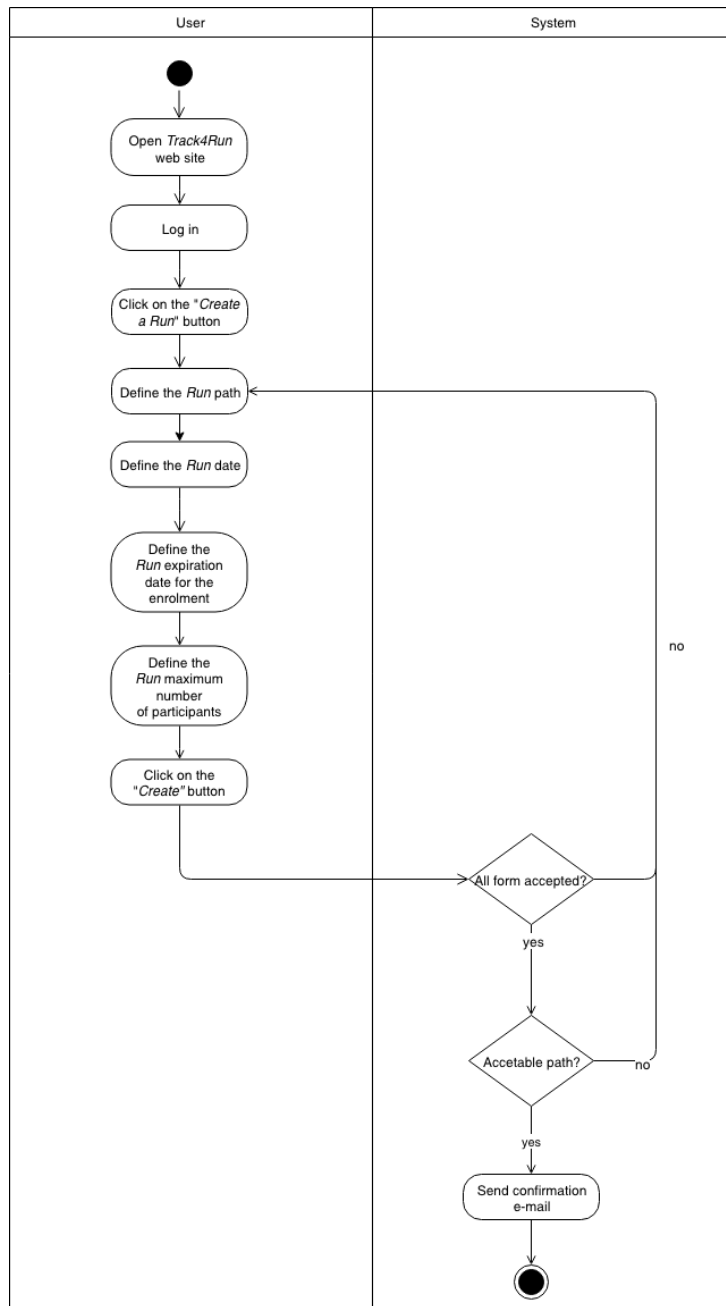 User
System
Open Track4Run
web site
Log in
Click on the "Create
a Run" button
Define the Run path
Define the Run date
Define the
Run expiration
date for the
enrolment
no
Define the
Run maximum
number
of participants
Click on the
"Create" button
All form accepted?
yes
Accetable path?
no
yes
Send confirmation
e-mail